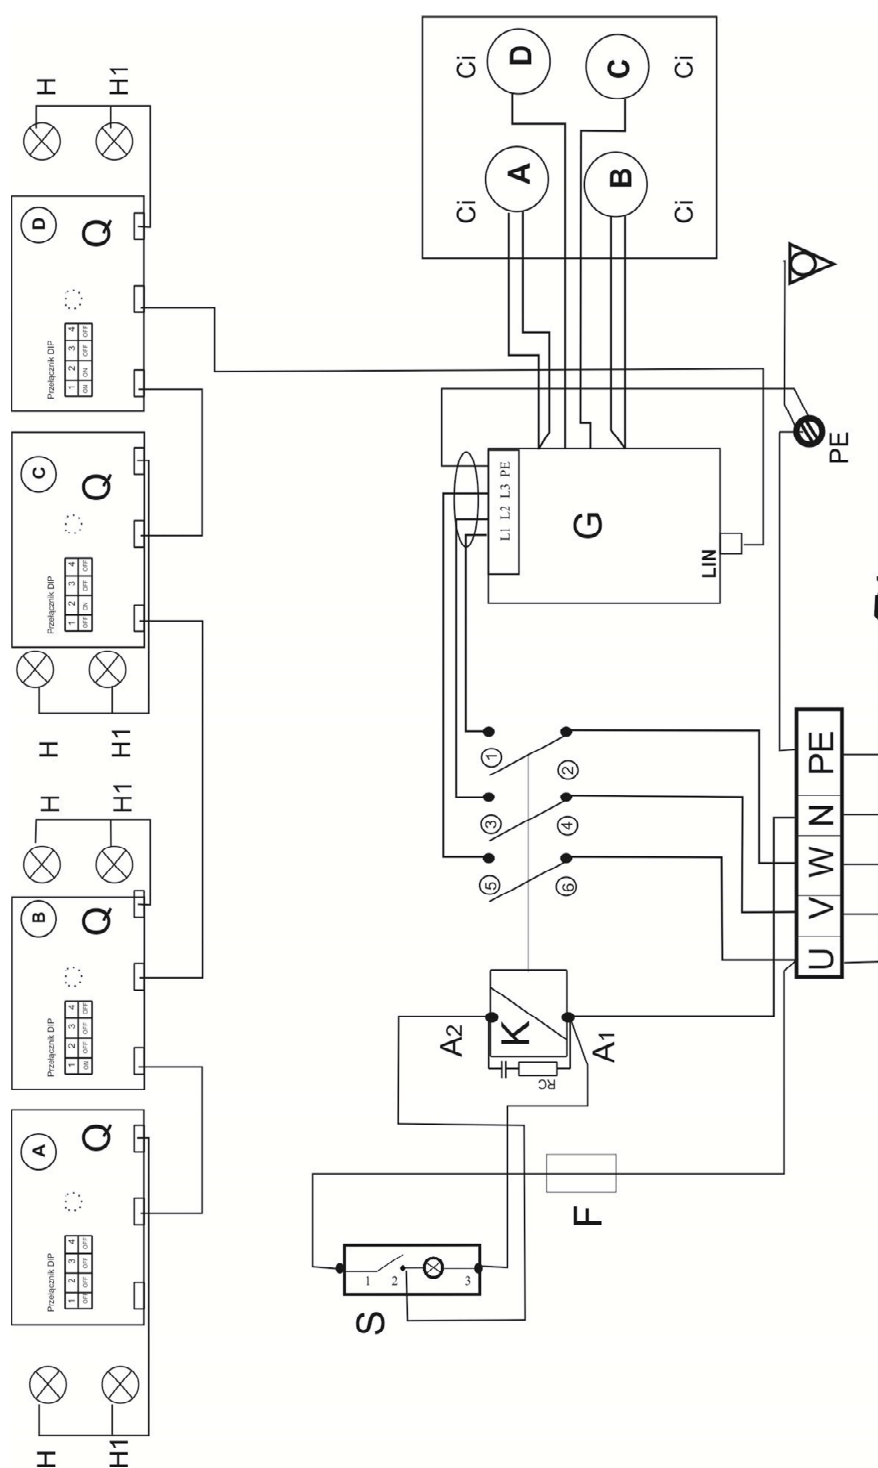 H
H1
A
Q
Przełącznik DIP
1 2 3 4
OFF OFF OFF OFF
B
Q
Przełącznik DIP
1 2 3 4
ON OFF OFF OFF
H
H1
H
H1
C
Q
Przełącznik DIP
1 2 3 4
OFF ON OFF OFF
D
Q
Przełącznik DIP
1 2 3 4
ON ON OFF OFF
H
H1
S
1 2 3
F
A2
K
RC
A1
5 3 1
6 4 2
L1 L2 L3 PE
G
LIN
Ci
A
B
Ci
Ci
D
C
Ci
PE
U V W N PE